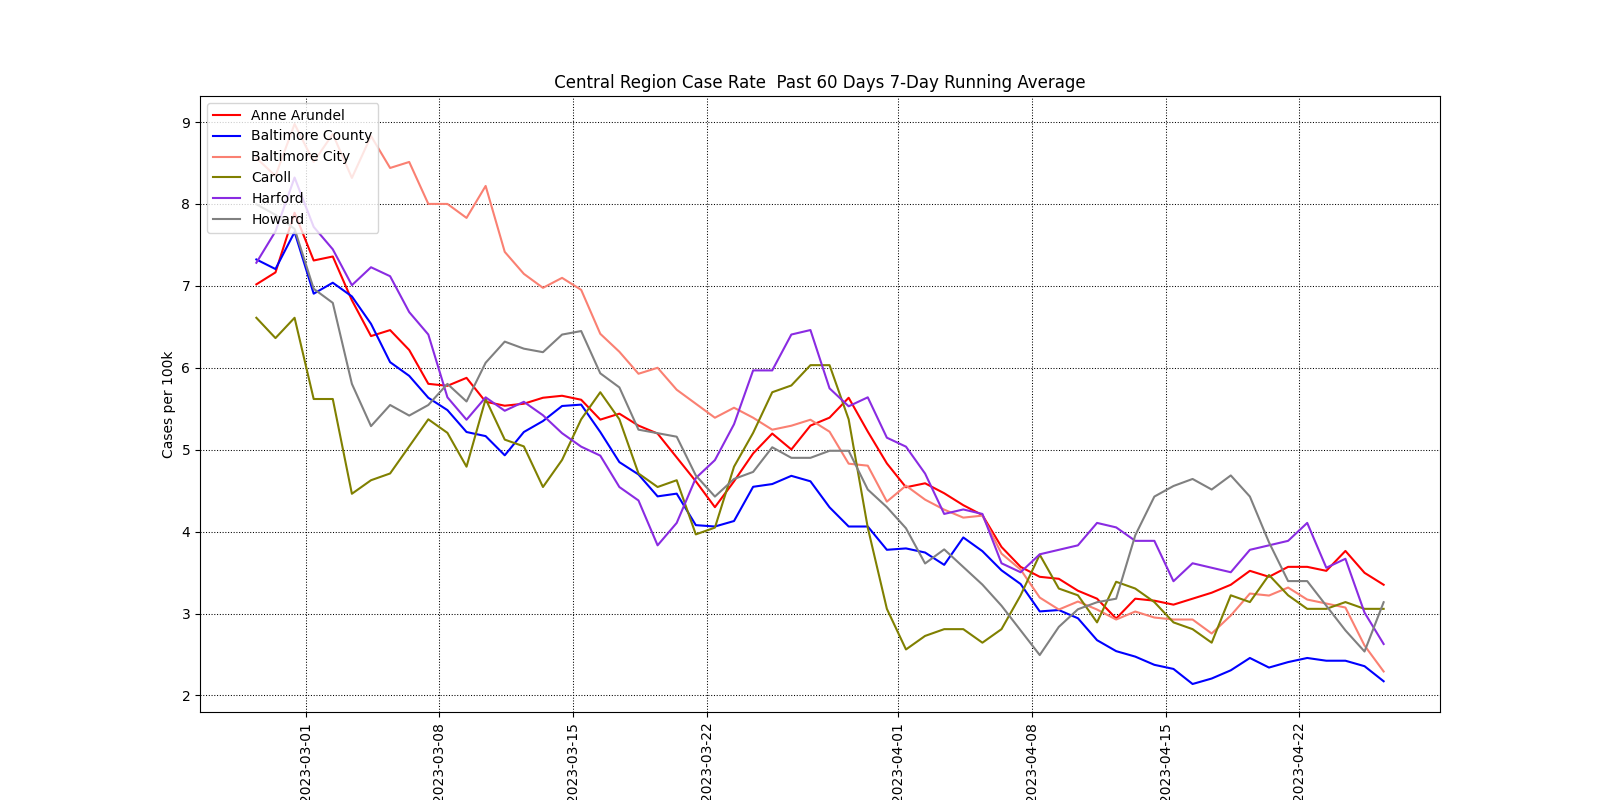 Central Region Case Rate  Past 60 Days 7-Day Running Average
Anne Arundel
Baltimore County
Baltimore City
Caroll
Harford
Howard
Cases per 100k
9
8
7
6
5
4
3
2
2023-03-01
2023-03-08
2023-03-15
2023-03-22
2023-04-01
2023-04-08
2023-04-15
2023-04-22